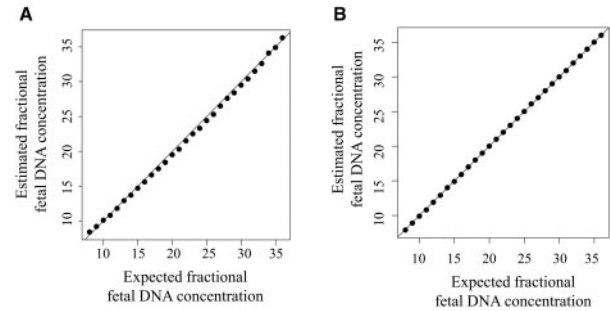 A
Estimated fractional
fetal DNA concentration
35
30
25
20
15
10
10 15 20 25 30 35
Expected fractional
fetal DNA concentration
B
Estimated fractional
fetal DNA concentration
35
30
25
20
15
10
10 15 20 25 30 35
Expected fractional
fetal DNA concentration